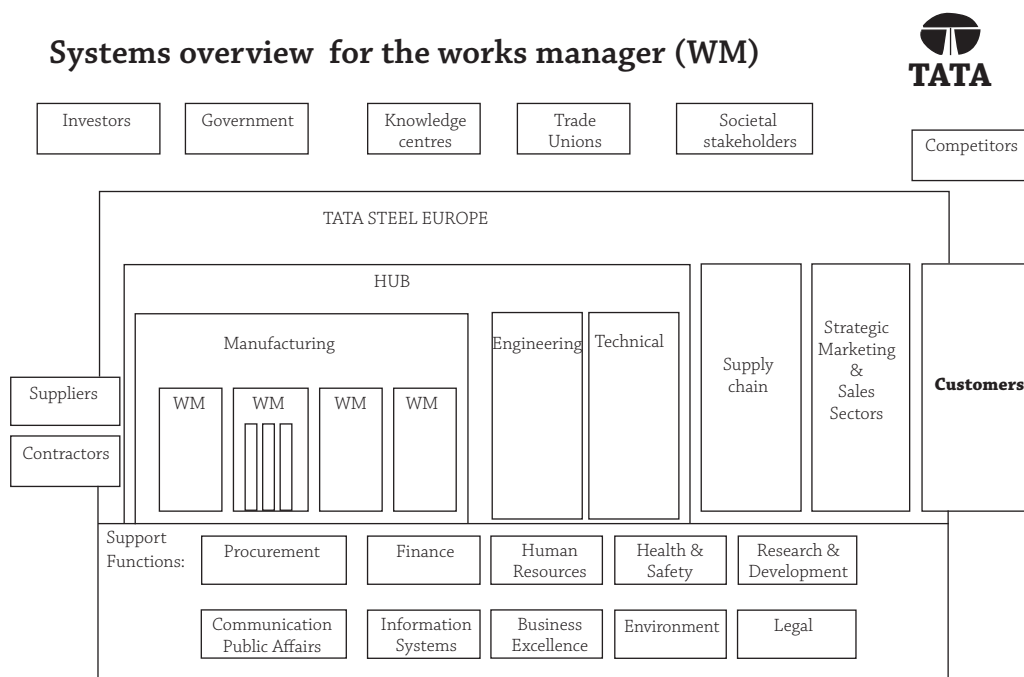 Systems overview for the works manager (WM)
TATA
Investors
Government
Knowledge
centres
Trade
Unions
Societal
stakeholders
Competitors
TATA STEEL EUROPE
HUB
Manufacturing
Engineering
Technical
Supply
chain
Strategic
Marketing
&
Sales
Sectors
Customers
Suppliers
Contractors
WM
WM
WM
WM
Support
Functions:
Procurement
Finance
Human
Resources
Health &
Safety
Research &
Development
Communication
Public Affairs
Information
Systems
Business
Excellence
Environment
Legal